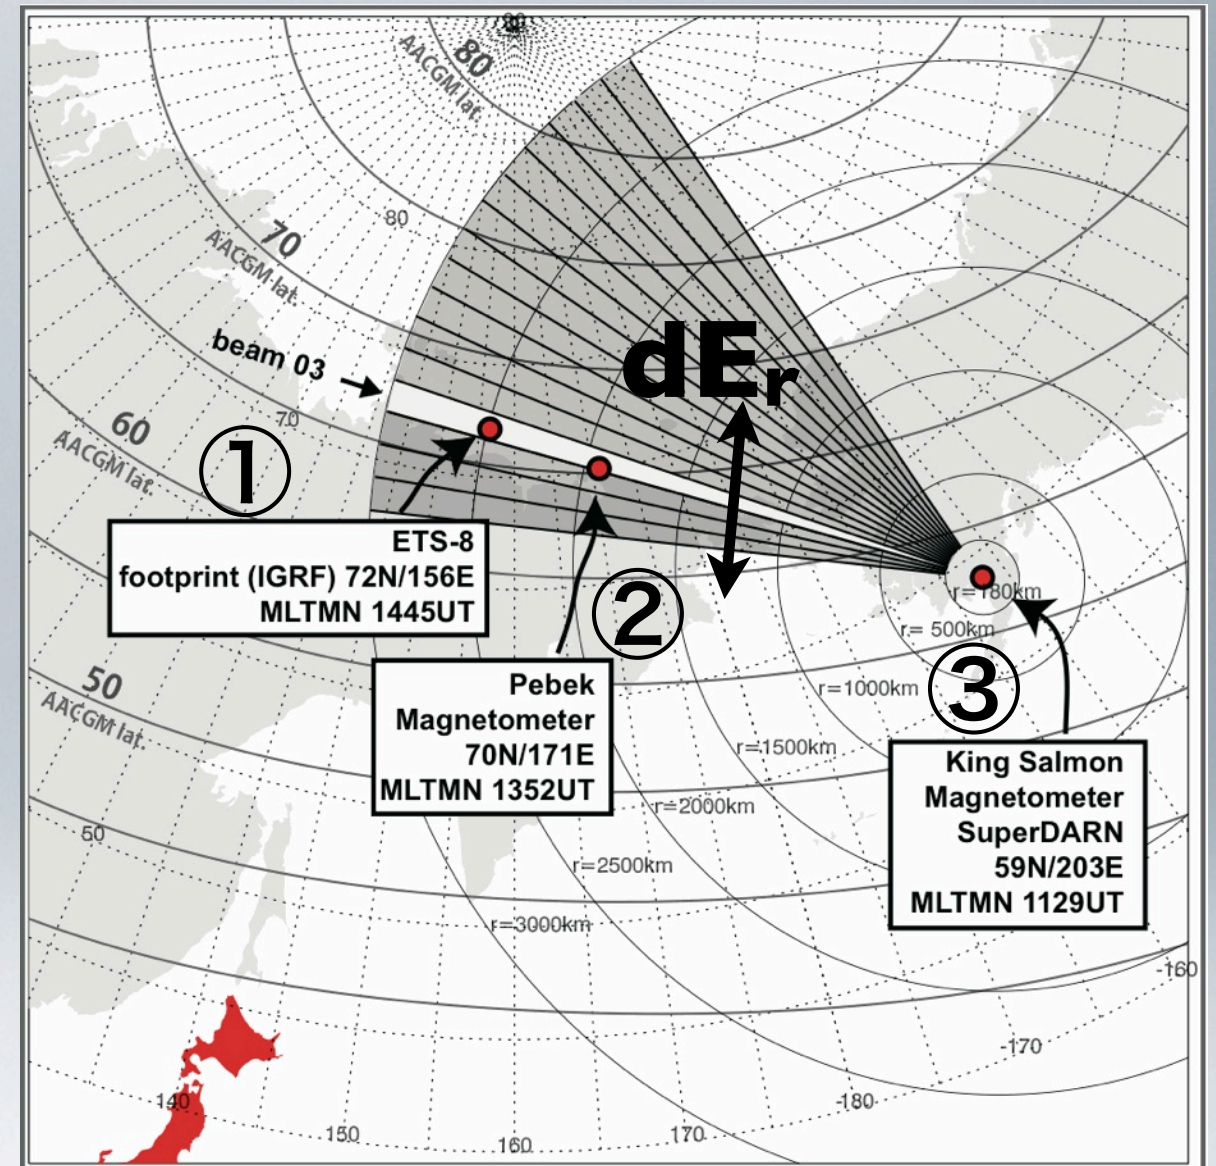 80
80
AACGM lat.
80
70
AACGM lat.
beam 03
dEr
70
60
AACGM lat.
①
ETS-8
footprint (IGRF) 72N/156E
MLTMN 1445UT
r=180km
r= 500km
②
③
50
AACGM lat.
Pebek
Magnetometer
70N/171E
MLTMN 1352UT
r=1000km
r=1500km
r=2000km
r=2500km
r=3000km
King Salmon
Magnetometer
SuperDARN
59N/203E
MLTMN 1129UT
50
-160
-170
140
150
160
170
-180